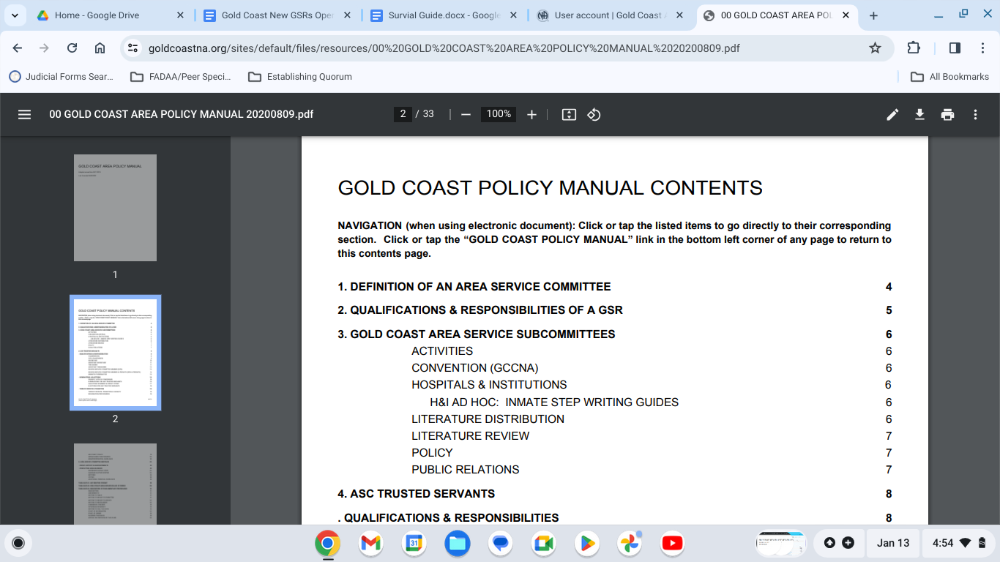 Home - Google Drive
Gold Coast New GSRs Oper
Survial Guide.docx - Google
User account | Gold Coast A
00 GOLD COAST AREA POL
goldcoastna.org/sites/default/files/resources/00%20GOLD%20COAST%20AREA%20POLICY%20MANUAL%2020200809.pdf
Judicial Forms Sear...
FADAA/Peer Speci...
Establishing Quorum
All Bookmarks
00 GOLD COAST AREA POLICY MANUAL 20200809.pdf
2 / 33
100%
GOLD COAST AREA POLICY MANUAL
1
2
GOLD COAST POLICY MANUAL CONTENTS
NAVIGATION (when using electronic document): Click or tap the listed items to go directly to their corresponding
section. Click or tap the “GOLD COAST POLICY MANUAL” link in the bottom left corner of any page to return to
this contents page.
1. DEFINITION OF AN AREA SERVICE COMMITTEE 4
2. QUALIFICATIONS & RESPONSIBILITIES OF A GSR 5
3. GOLD COAST AREA SERVICE SUBCOMMITTEES 6
ACTIVITIES 6
CONVENTION (GCCNA) 6
HOSPITALS & INSTITUTIONS 6
H&I AD HOC: INMATE STEP WRITING GUIDES 6
LITERATURE DISTRIBUTION 6
LITERATURE REVIEW 7
POLICY 7
PUBLIC RELATIONS 7
4. ASC TRUSTED SERVANTS 8
. QUALIFICATIONS & RESPONSIBILITIES 8
31
Jan 13
4:54